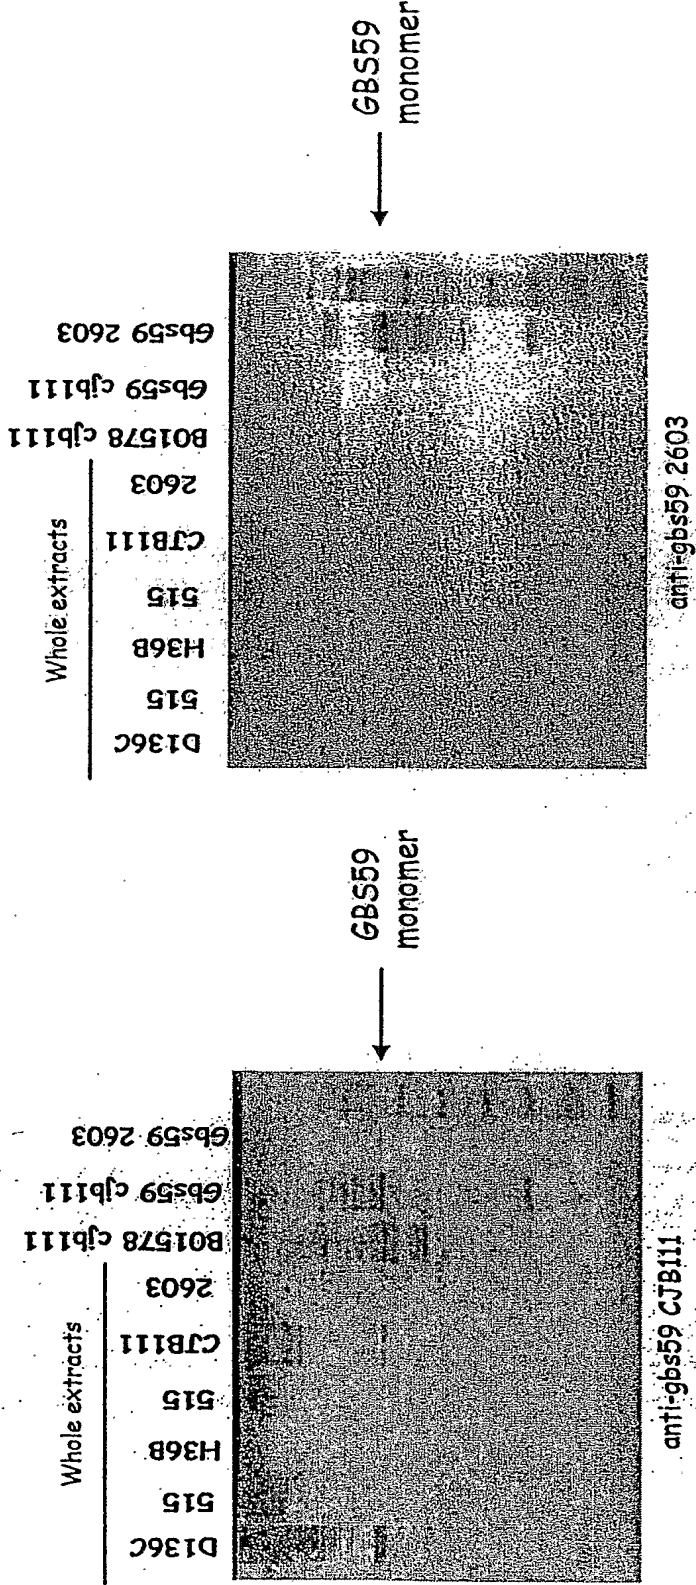 Whole extracts
D136C
515
H36B
515
CJB111
2603
B01578 cjb111
Gbs59 cjb111
Gbs59 2603
GBS59
monomer
anti-gbs59 CJB111
Whole extracts
D136C
515
H36B
515
CJB111
2603
B01578 cjb111
Gbs59 cjb111
Gbs59 2603
GBS59
monomer
anti-gbs59 2603